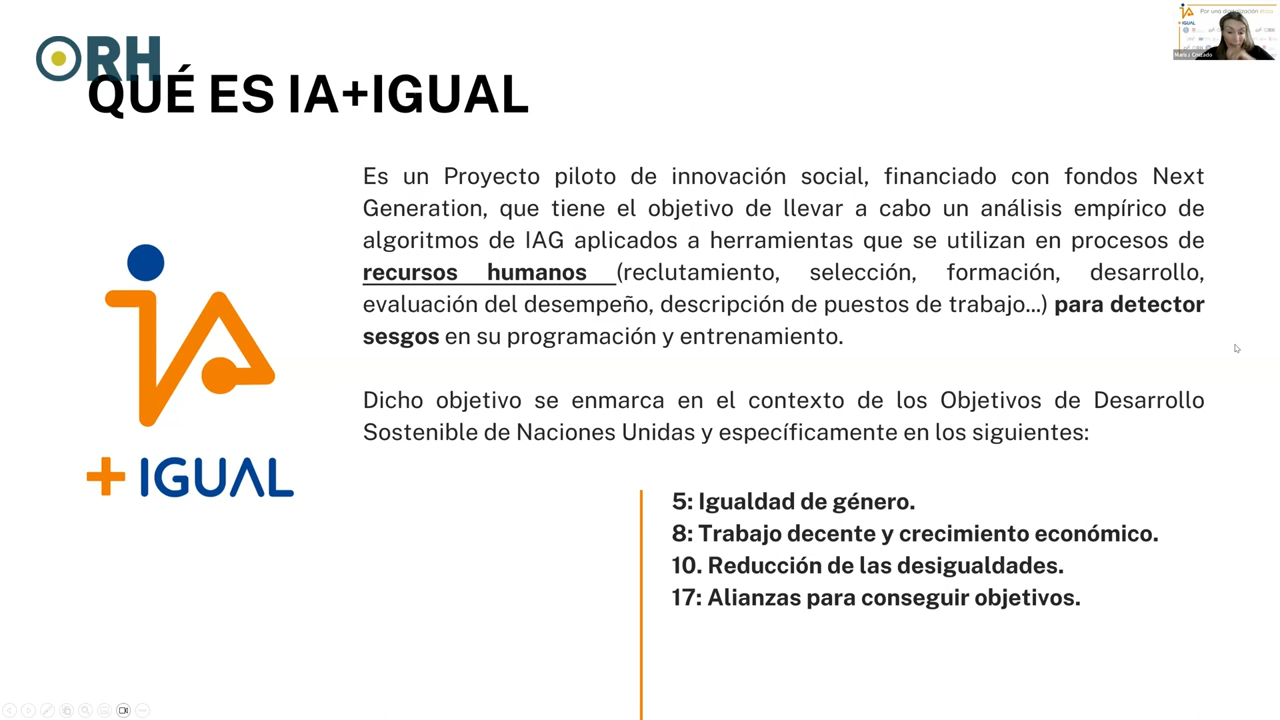 ORH
QUÉ ES IA+IGUAL
Por una digitalización ética
+IGUAL
Es un Proyecto piloto de innovación social, financiado con fondos Next
Generation, que tiene el objetivo de llevar a cabo un análisis empírico de
algoritmos de IAG aplicados a herramientas que se utilizan en procesos de
recursos humanos (reclutamiento, selección, formación, desarrollo,
evaluación del desempeño, descripción de puestos de trabajo...) para detector
sesgos en su programación y entrenamiento.
Dicho objetivo se enmarca en el contexto de los Objetivos de Desarrollo
Sostenible de Naciones Unidas y específicamente en los siguientes:
iA
+ IGUAL
5: Igualdad de género.
8: Trabajo decente y crecimiento económico.
10. Reducción de las desigualdades.
17: Alianzas para conseguir objetivos.